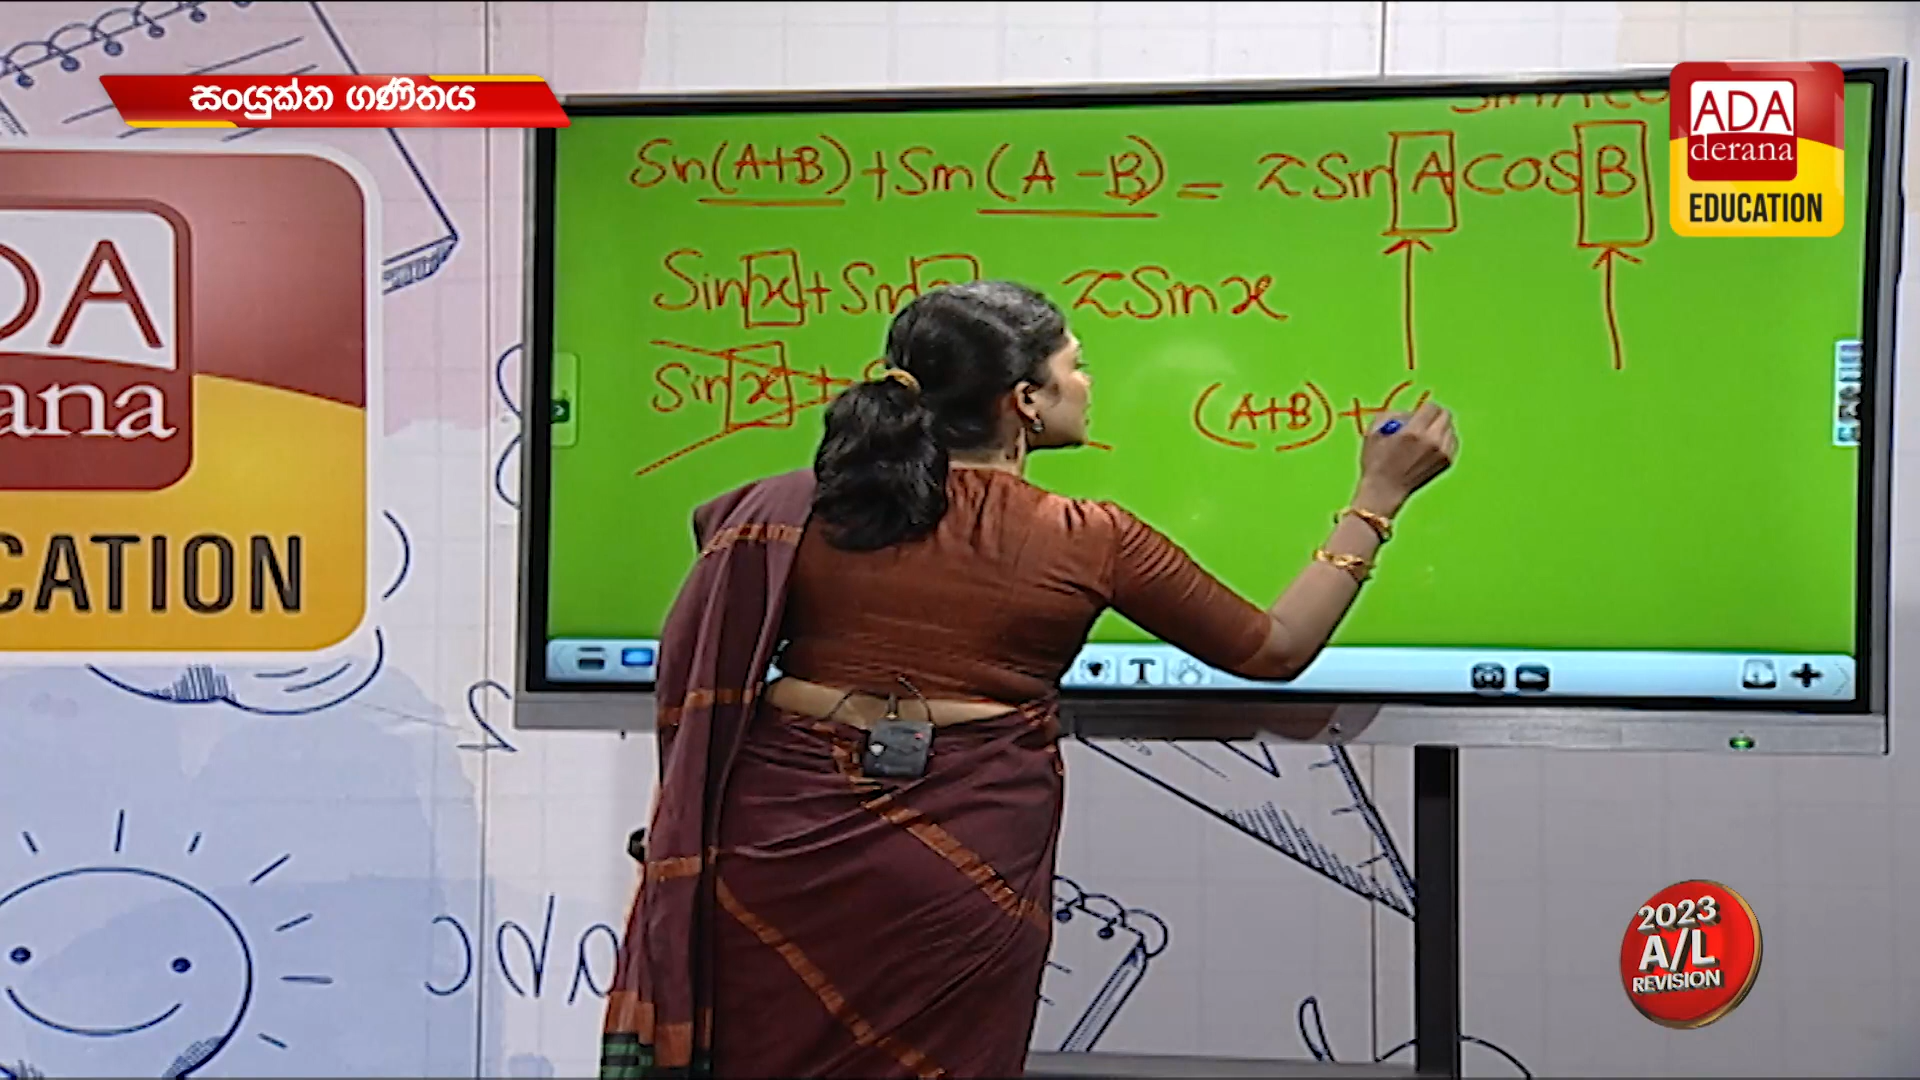 සංයුක්ත ගණිතය
ADA
derana
EDUCATION
Sin(A+B)+Sin(A-B) = 2Sin A cos B
Sin x + Sin
2Sin x
Sin x +
(A+B)+(
DA
ana
CATION
T
2023
A/L
REVISION